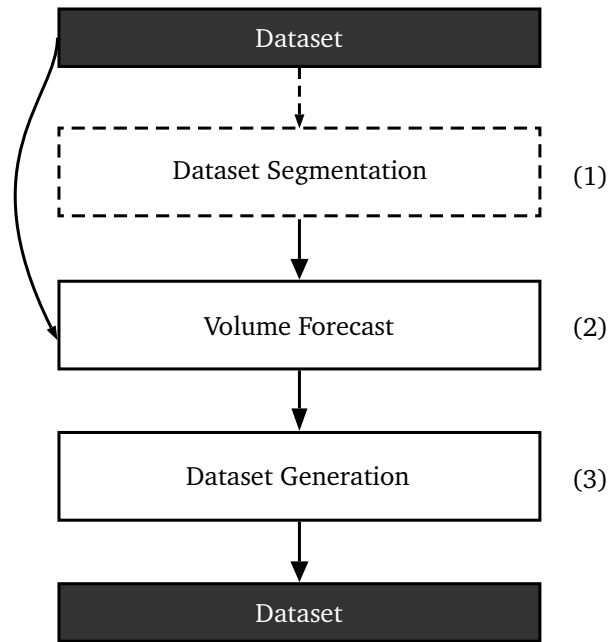 Dataset
Dataset Segmentation
(1)
Volume Forecast
(2)
Dataset Generation
(3)
Dataset